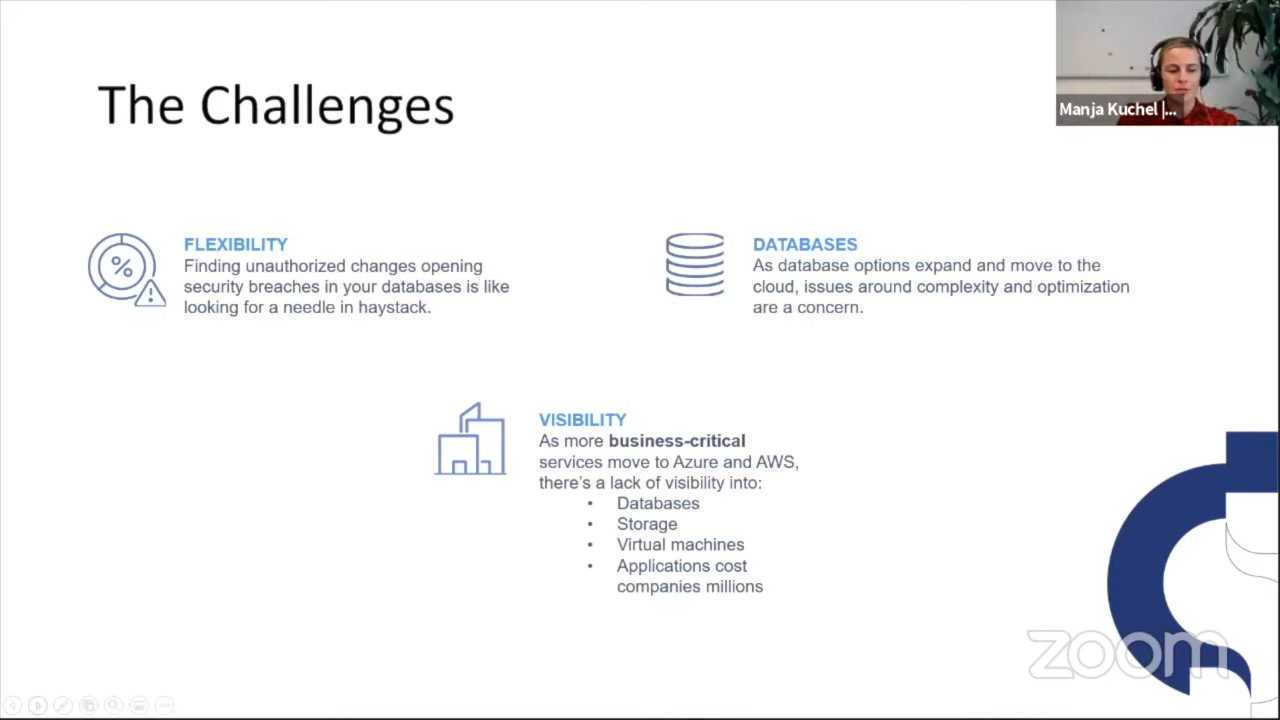 The Challenges
Manja Kuchel |...
FLEXIBILITY
Finding unauthorized changes opening
security breaches in your databases is like
looking for a needle in haystack.
DATABASES
As database options expand and move to the
cloud, issues around complexity and optimization
are a concern.
VISIBILITY
As more business-critical
services move to Azure and AWS,
there's a lack of visibility into:
• Databases
• Storage
• Virtual machines
• Applications cost
companies millions
zoom